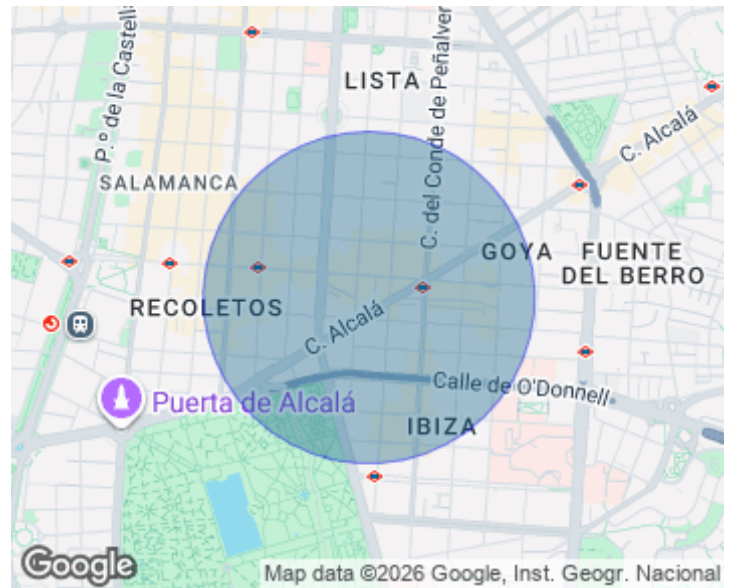 P.º de la Castell
LISTA
C. del Conde de Peñalver
C. Alcalá
SALAMANCA
GOYA
FUENTE
DEL BERRO
RECOLETOS
C. Alcalá
Calle de O'Donnell
Puerta de Alcalá
IBIZA
Google
Map data ©2026 Google, Inst. Geogr. Nacional